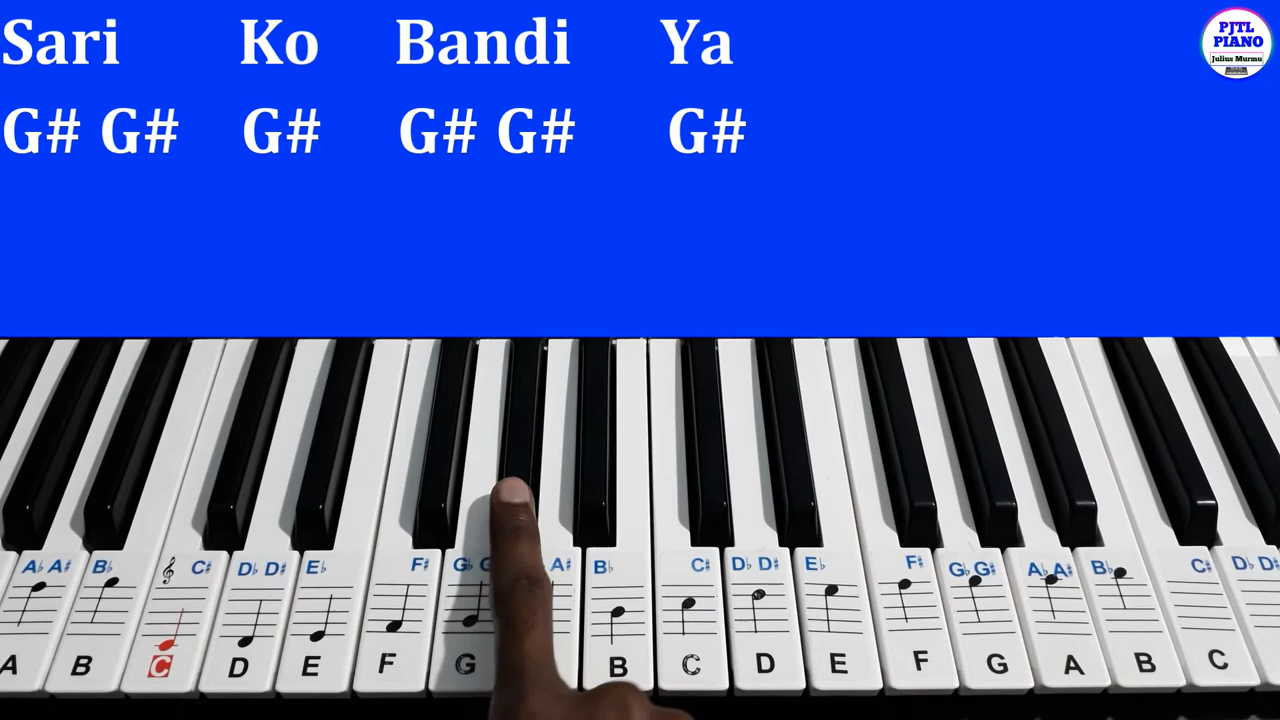 Sari Ko Bandi Ya
G# G# G# G# G# G#
PJTL
PIANO
Julius Murmu
A♭ A# B♭ C# D♭ D# E♭ F# G♭ G A# B♭ C# D♭ D# E♭ F# G♭ G# A♭ A# B♭ C# D♭ D
A B C D E F G B C D E F G A B C